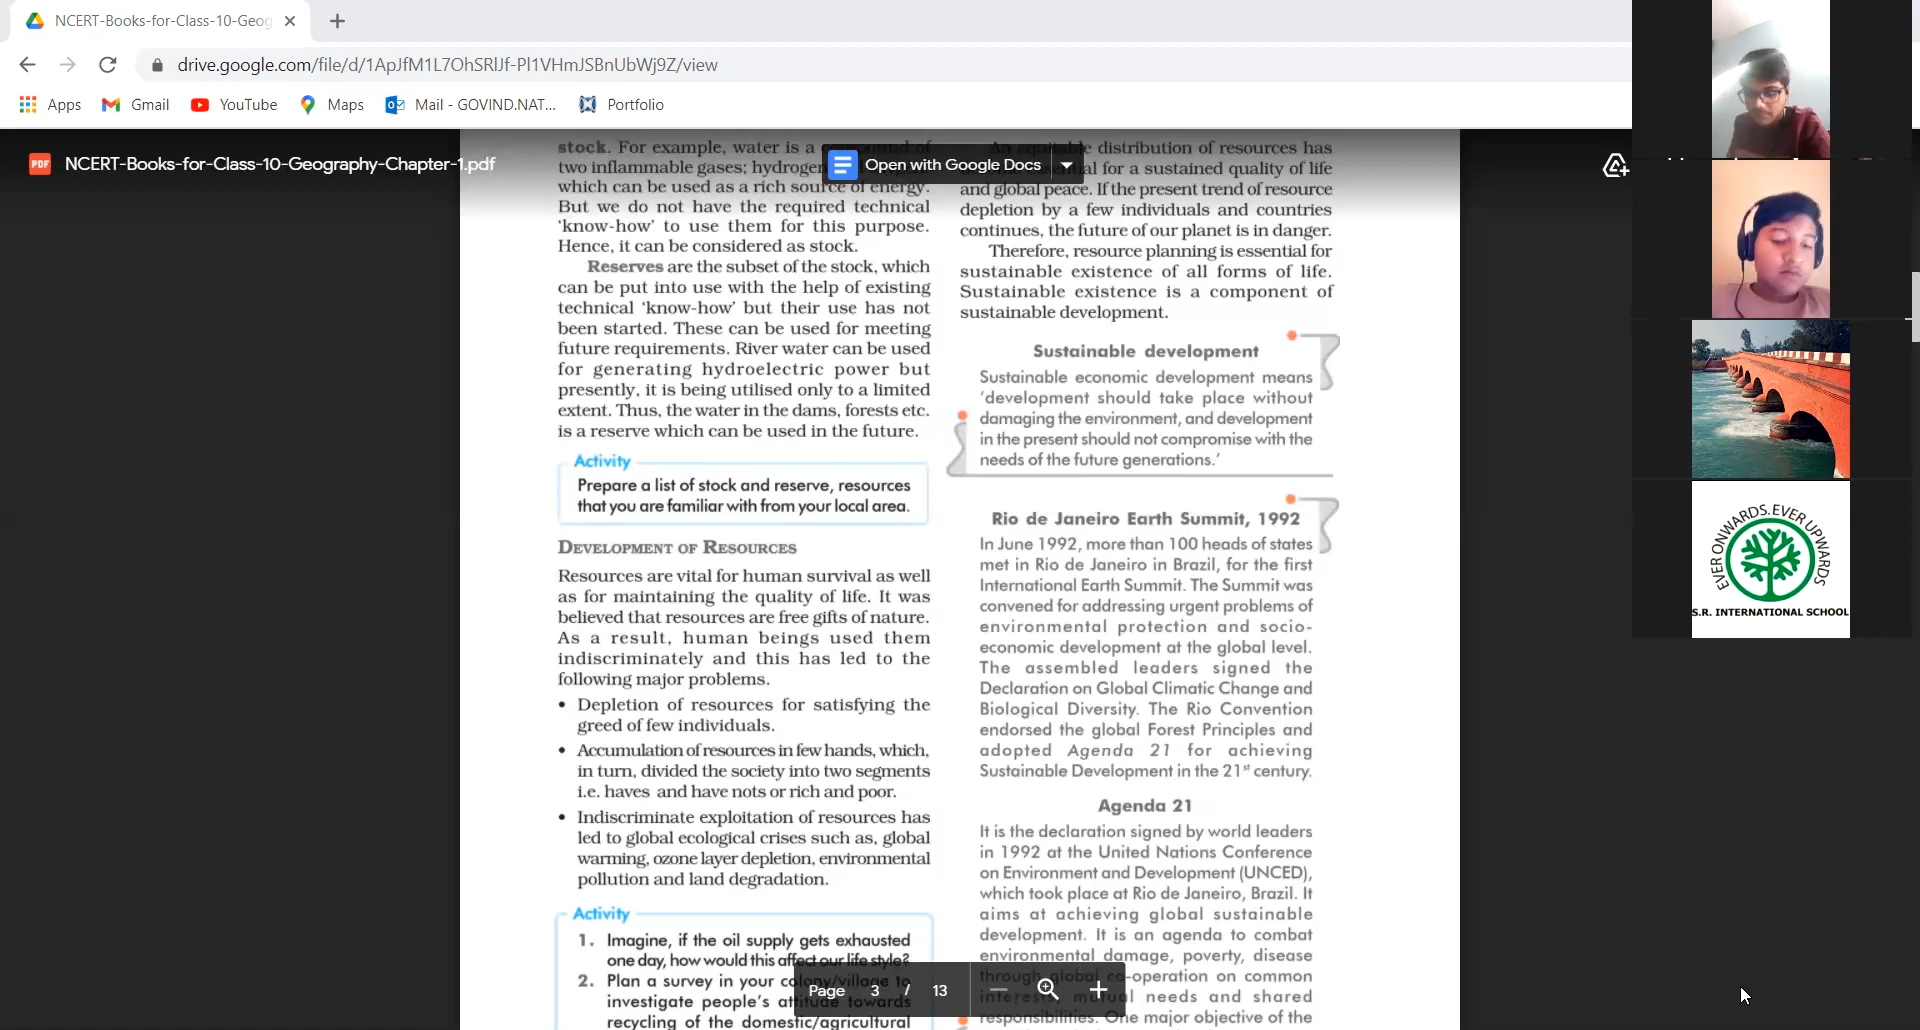 NCERT-Books-for-Class-10-Geog
drive.google.com/file/d/1ApJfM1L7OhSRlJf-Pl1VHmJSBnUbWj9Z/view
Apps Gmail YouTube Maps Mail - GOVIND.NAT... Portfolio
PDF NCERT-Books-for-Class-10-Geography-Chapter-1.pdf
Open with Google Docs
stock. For example, water is a compound of
two inflammable gases; hydrogen
which can be used as a rich source of energy.
But we do not have the required technical
'know-how' to use them for this purpose.
Hence, it can be considered as stock.
Reserves are the subset of the stock, which
can be put into use with the help of existing
technical 'know-how' but their use has not
been started. These can be used for meeting
future requirements. River water can be used
for generating hydroelectric power but
presently, it is being utilised only to a limited
extent. Thus, the water in the dams, forests etc.
is a reserve which can be used in the future.
Activity
Prepare a list of stock and reserve, resources
that you are familiar with from your local area.
DEVELOPMENT OF RESOURCES
Resources are vital for human survival as well
as for maintaining the quality of life. It was
believed that resources are free gifts of nature.
As a result, human beings used them
indiscriminately and this has led to the
following major problems.
• Depletion of resources for satisfying the
greed of few individuals.
• Accumulation of resources in few hands, which,
in turn, divided the society into two segments
i.e. haves and have nots or rich and poor.
• Indiscriminate exploitation of resources has
led to global ecological crises such as, global
warming, ozone layer depletion, environmental
pollution and land degradation.
Activity
1. Imagine, if the oil supply gets exhausted
one day, how would this affect our life style?
2. Plan a survey in your colony/village to
investigate people's attitude towards
recycling of the domestic/agricultural
An equitable distribution of resources has
for a sustained quality of life
and global peace. If the present trend of resource
depletion by a few individuals and countries
continues, the future of our planet is in danger.
Therefore, resource planning is essential for
sustainable existence of all forms of life.
Sustainable existence is a component of
sustainable development.
Sustainable development
Sustainable economic development means
'development should take place without
damaging the environment, and development
in the present should not compromise with the
needs of the future generations.'
Rio de Janeiro Earth Summit, 1992
In June 1992, more than 100 heads of states
met in Rio de Janeiro in Brazil, for the first
International Earth Summit. The Summit was
convened for addressing urgent problems of
environmental protection and socio-
economic development at the global level.
The assembled leaders signed the
Declaration on Global Climatic Change and
Biological Diversity. The Rio Convention
endorsed the global Forest Principles and
adopted Agenda 21 for achieving
Sustainable Development in the 21st century.
Agenda 21
It is the declaration signed by world leaders
in 1992 at the United Nations Conference
on Environment and Development (UNCED),
which took place at Rio de Janeiro, Brazil. It
aims at achieving global sustainable
development. It is an agenda to combat
environmental damage, poverty, disease
through global co-operation on common
interests, mutual needs and shared
responsibilities. One major objective of the
Page 3 / 13
EVER ONWARDS.EVER UPWARDS
S.R. INTERNATIONAL SCHOOL